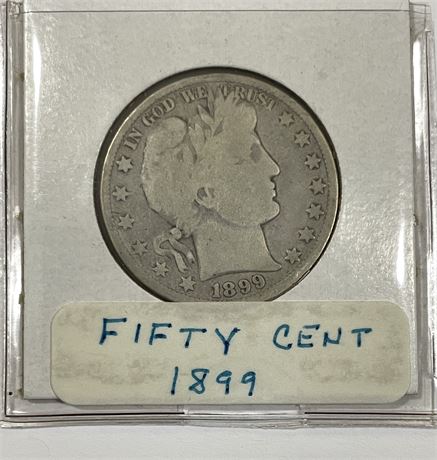 IN GOD WE TRUST
1899
FIFTY CENT
1899